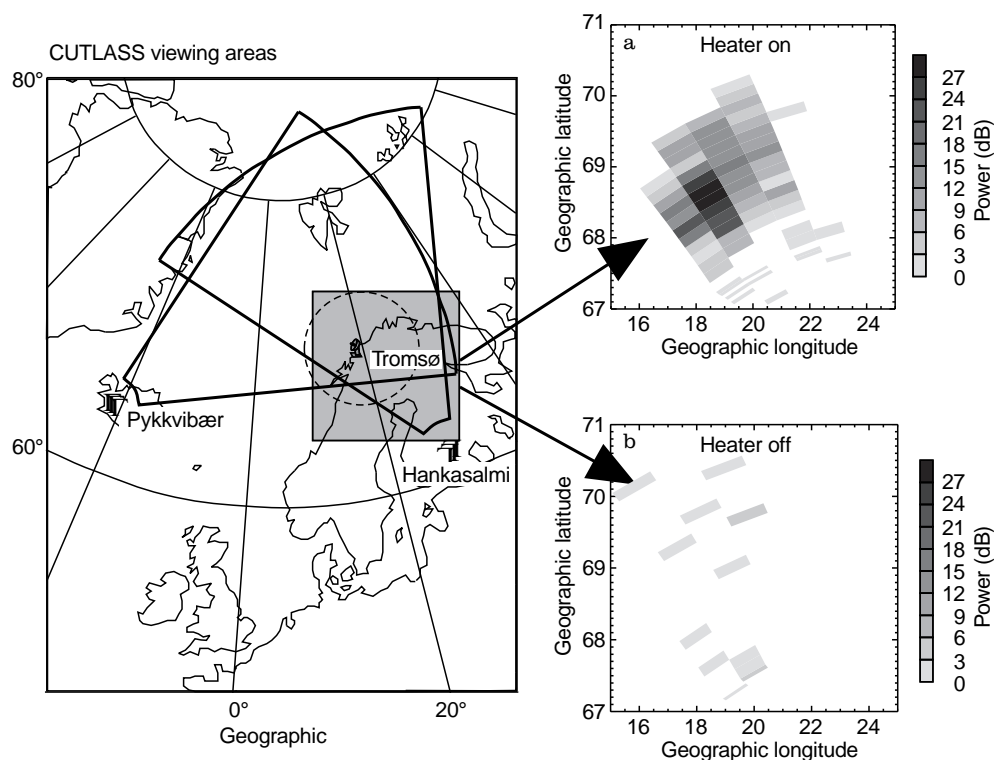 CUTLASS viewing areas
80°
60°
Pykkvibær
Tromsø
Hankasalmi
0°
20°
Geographic
a
Heater on
71
70
69
68
67
Geographic latitude
16
18
20
22
24
Geographic longitude
27
24
21
18
15
12
9
6
3
0
Power (dB)
b
Heater off
71
70
69
68
67
Geographic latitude
16
18
20
22
24
Geographic longitude
27
24
21
18
15
12
9
6
3
0
Power (dB)